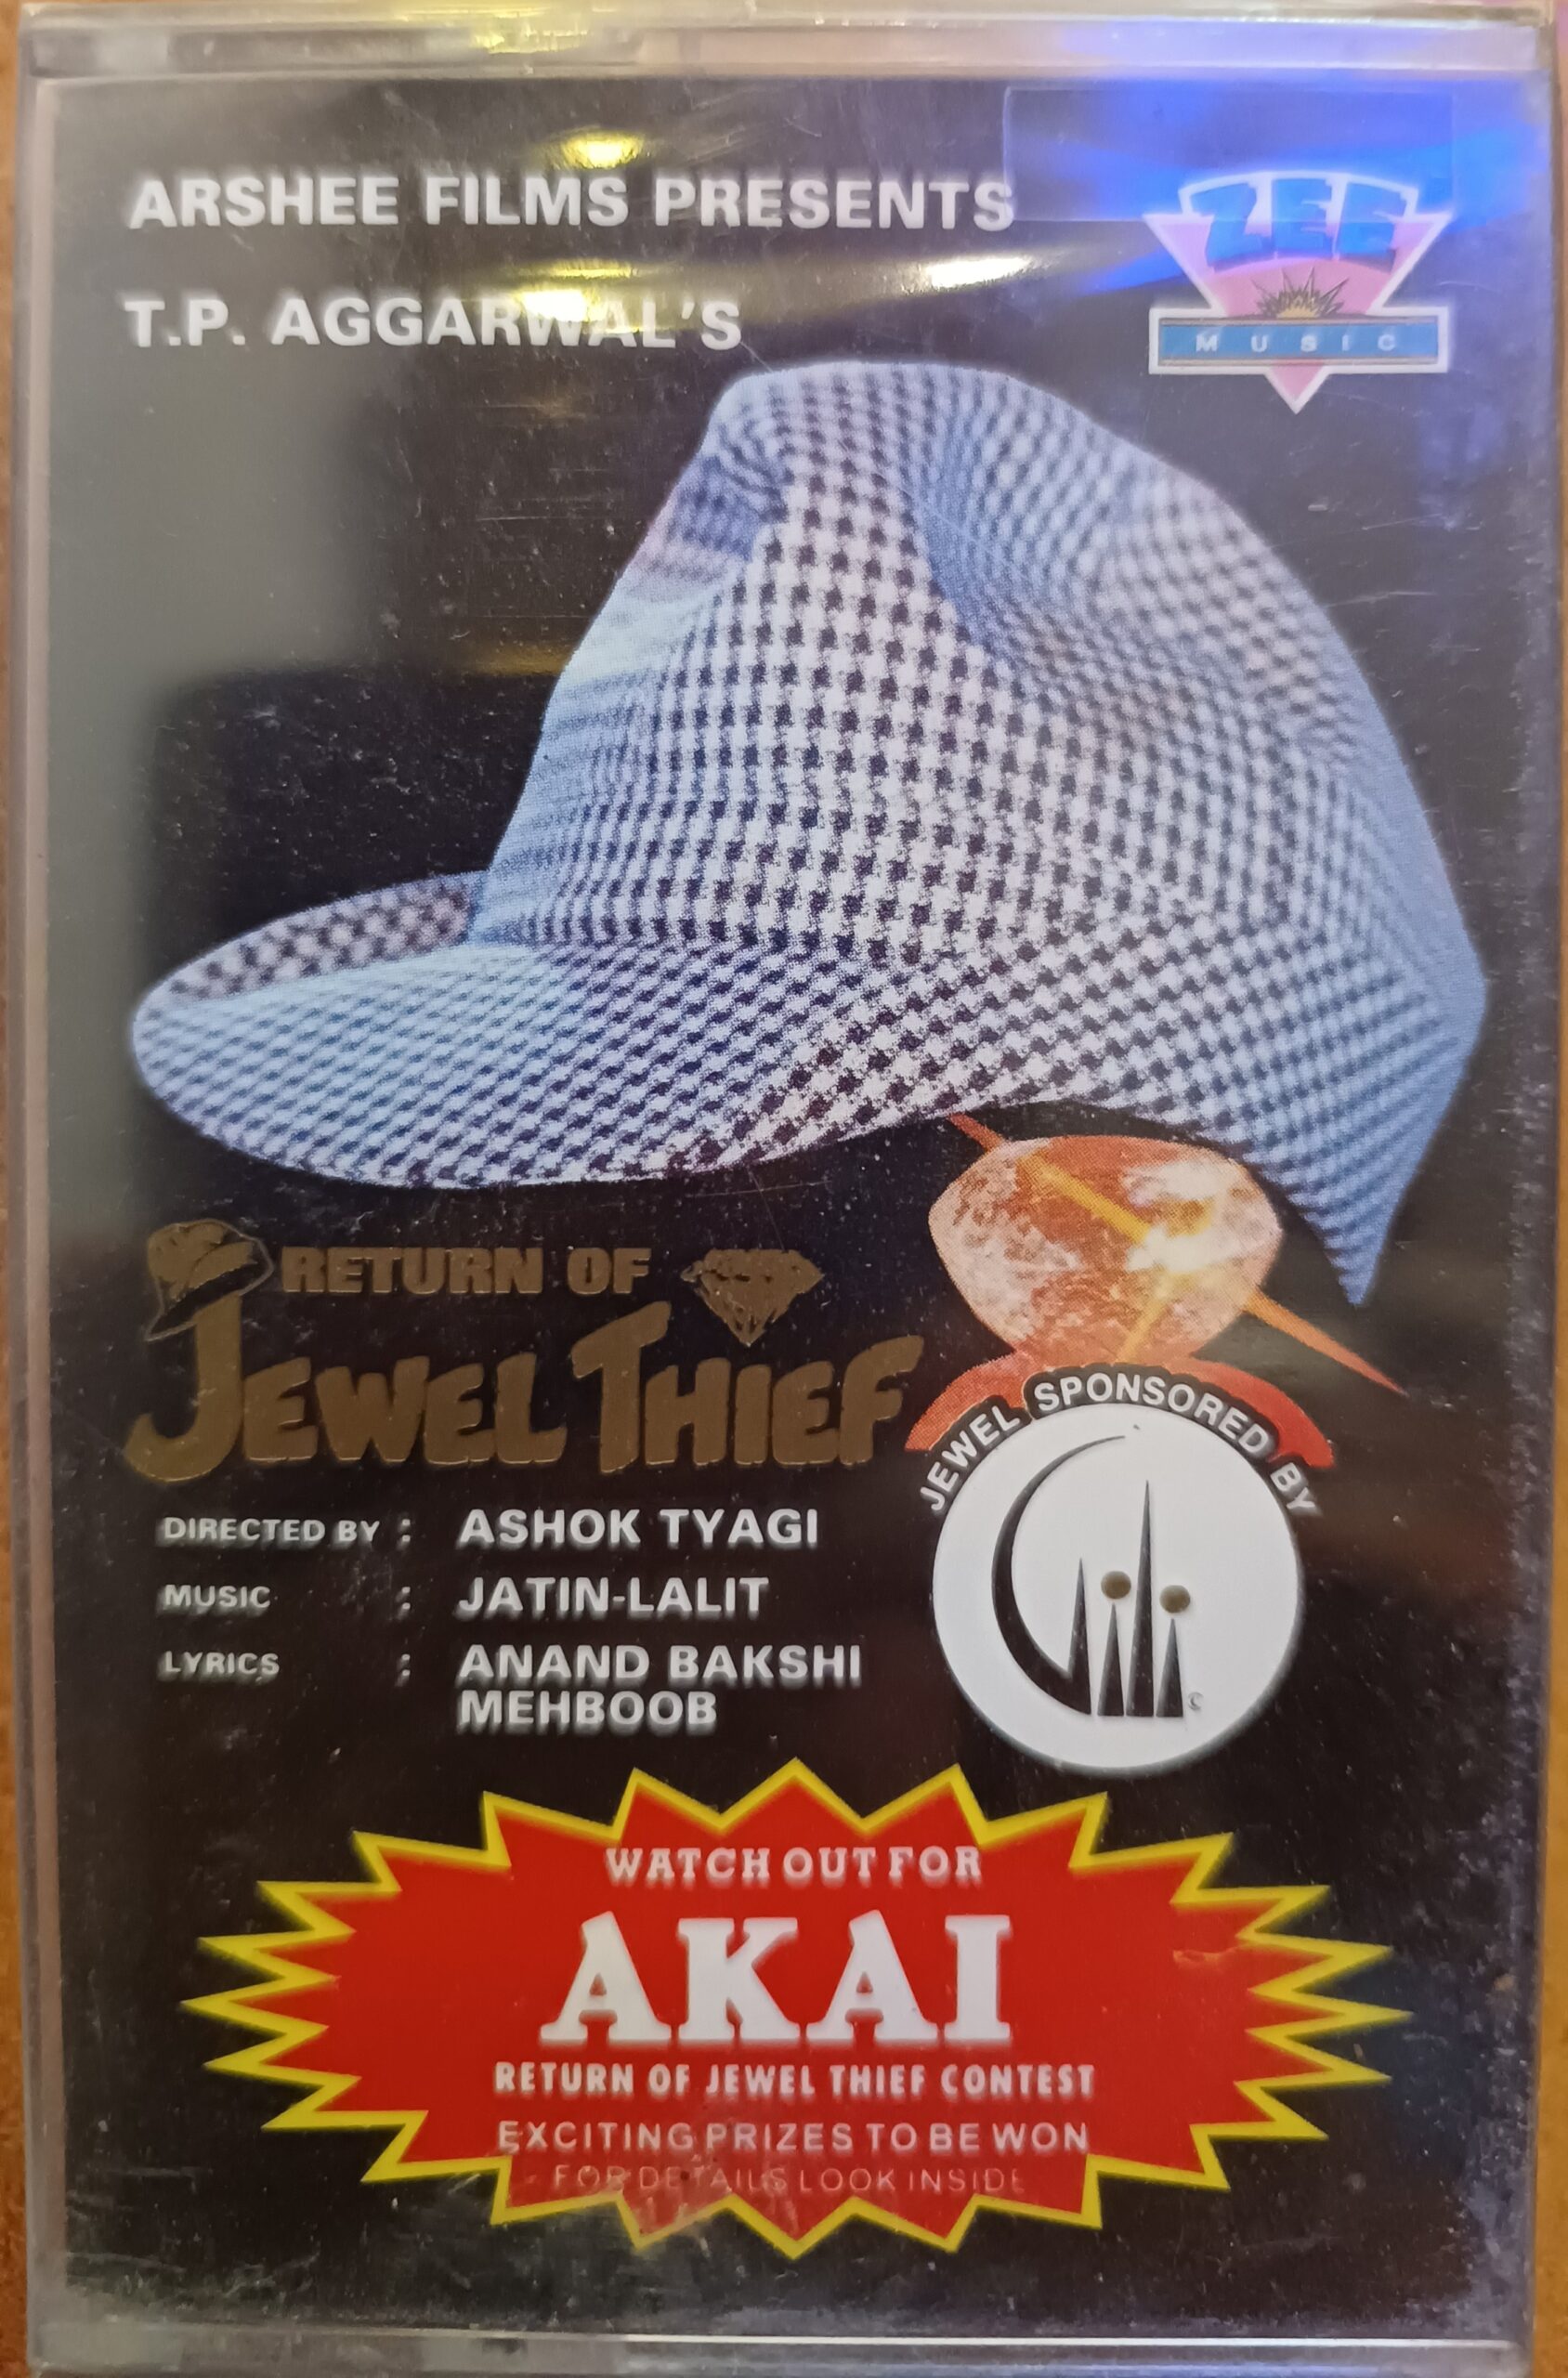 ARSHEE FILMS PRESENTS
T.P. AGGARWAL'S
ZEE
MUSIC
RETURN OF
JEWEL THIEF
JEWEL SPONSORED BY
Gili ©
DIRECTED BY : ASHOK TYAGI
MUSIC : JATIN-LALIT
LYRICS : ANAND BAKSHI
MEHBOOB
WATCH OUT FOR
AKAI
RETURN OF JEWEL THIEF CONTEST
EXCITING PRIZES TO BE WON
FOR DETAILS LOOK INSIDE